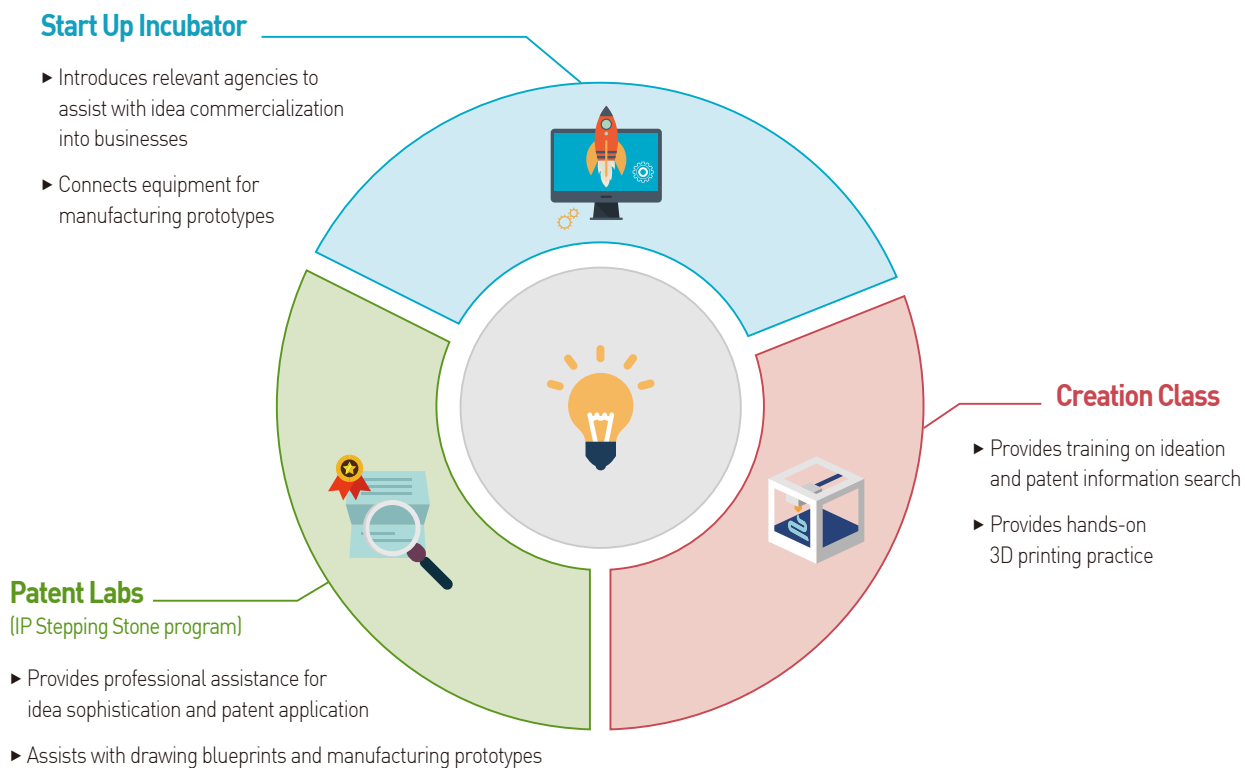 Start Up Incubator
▶ Introduces relevant agencies to
assist with idea commercialization
into businesses
▶ Connects equipment for
manufacturing prototypes
Creation Class
▶ Provides training on ideation
and patent information search
▶ Provides hands-on
3D printing practice
Patent Labs
(IP Stepping Stone program)
▶ Provides professional assistance for
idea sophistication and patent application
▶ Assists with drawing blueprints and manufacturing prototypes